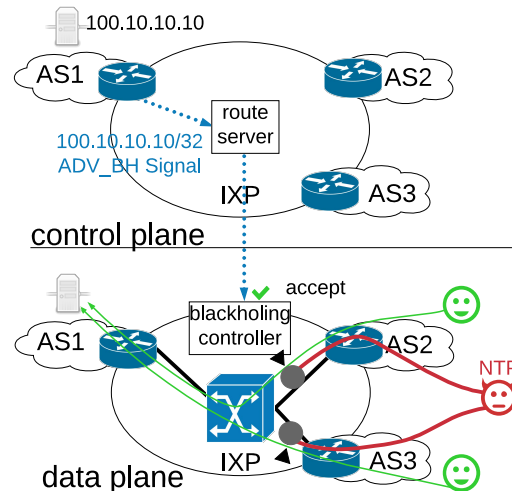 100.10.10.10
AS1
AS2
route
server
100.10.10.10/32
ADV_BH Signal
IXP
AS3
control plane
accept
blackholing
controller
AS1
AS2
NTP
AS3
IXP
data plane